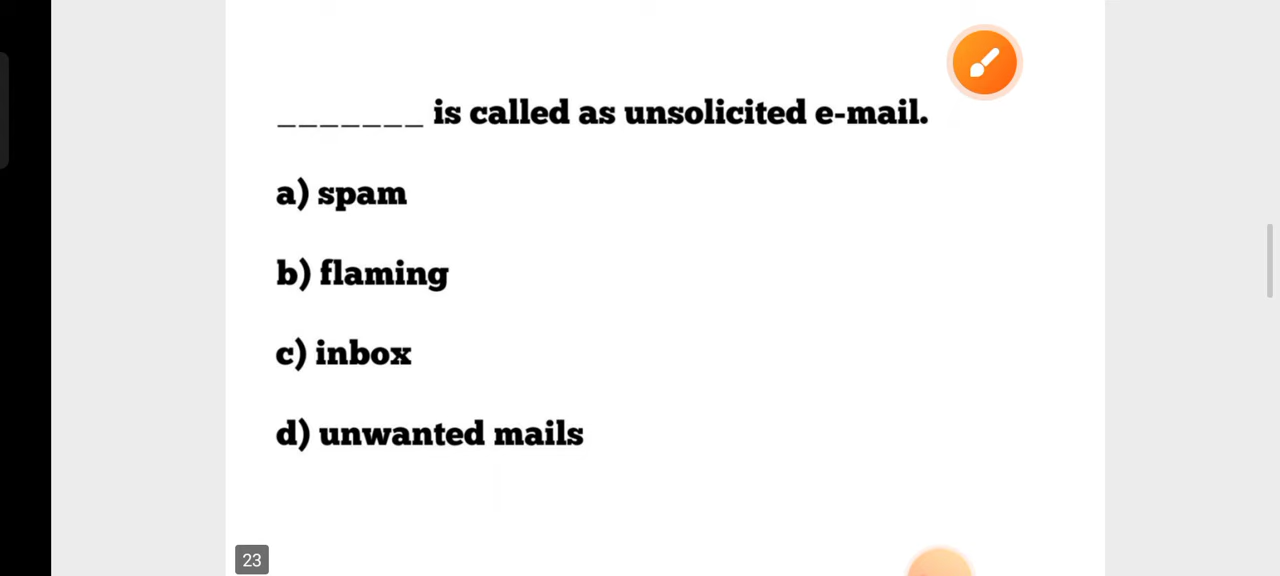 _______ is called as unsolicited e-mail.
a) spam
b) flaming
c) inbox
d) unwanted mails
23